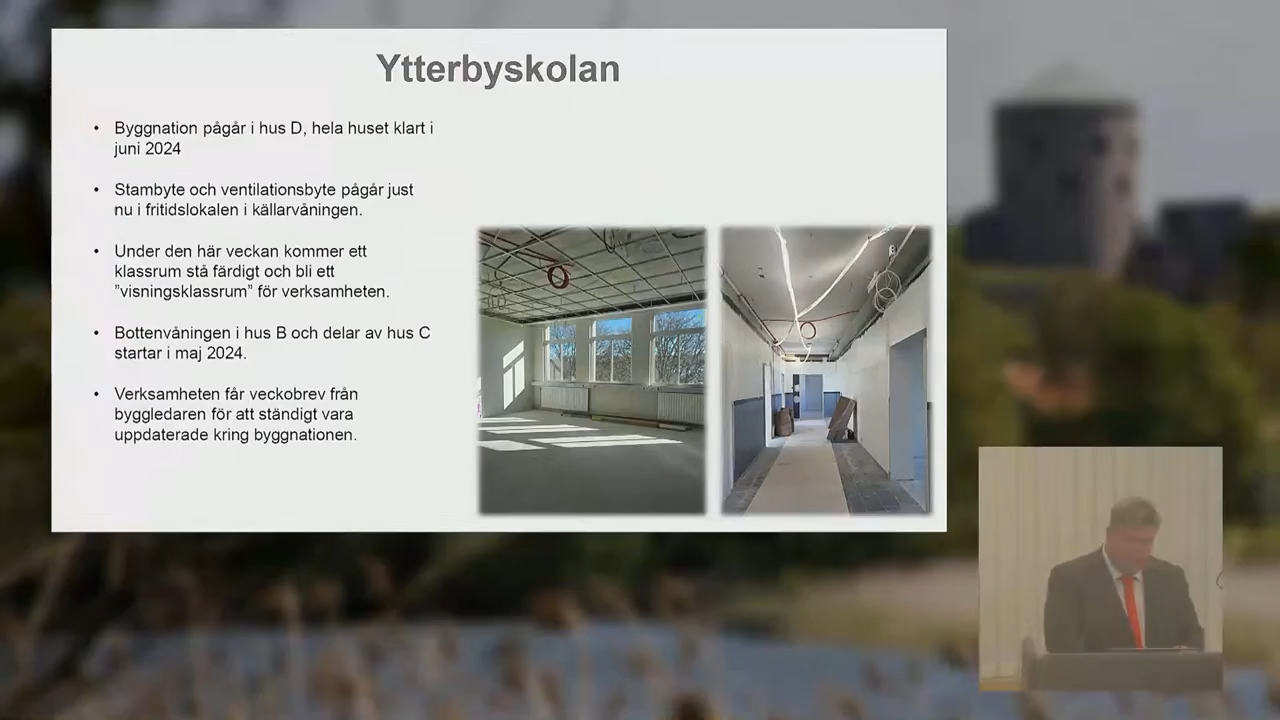 Ytterbyskolan
• Byggnation pågår i hus D, hela huset klart i
juni 2024
• Stambyte och ventilationsbyte pågår just
nu i fritidslokalen i källarvåningen.
• Under den här veckan kommer ett
klassrum stå färdigt och bli ett
”visningsklassrum” för verksamheten.
• Bottenvåningen i hus B och delar av hus C
startar i maj 2024.
• Verksamheten får veckobrev från
byggledaren för att ständigt vara
uppdaterade kring byggnationen.